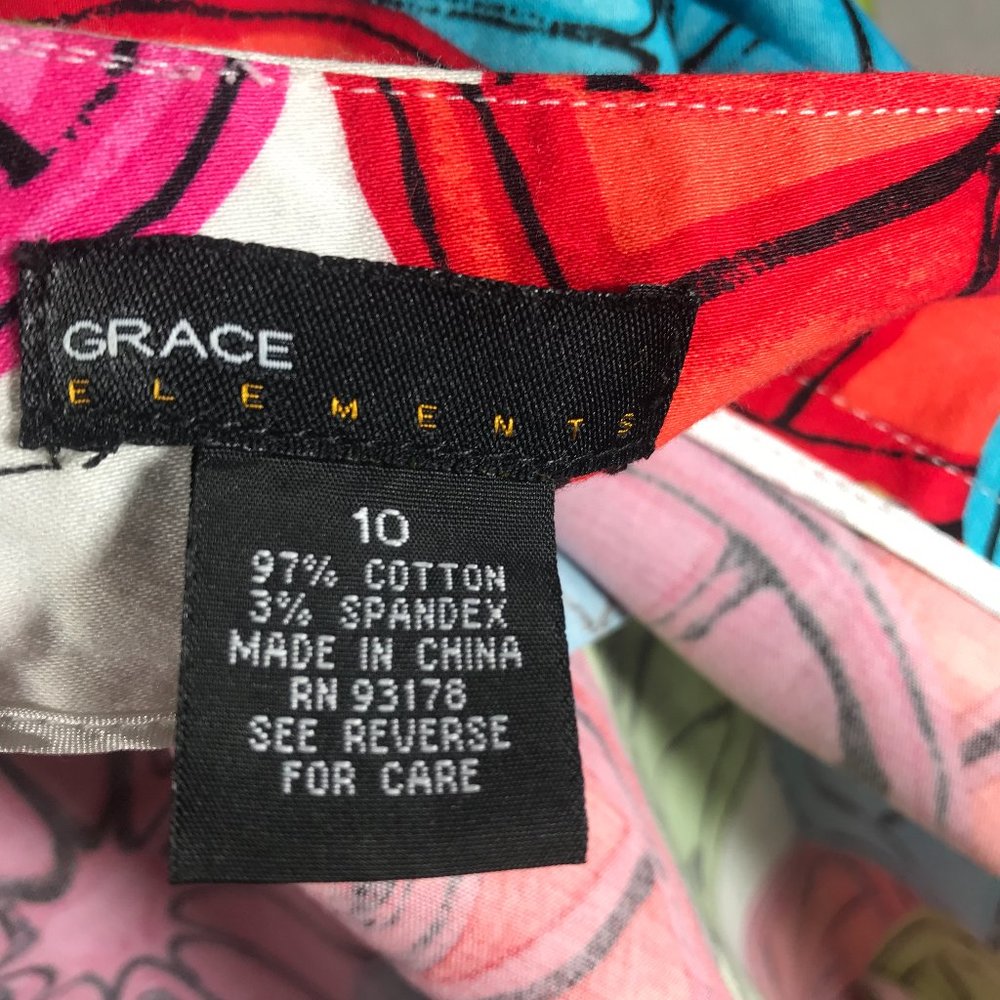 GRACE
ELEMENTS
10
97% COTTON
3% SPANDEX
MADE IN CHINA
RN 93178
SEE REVERSE
FOR CARE